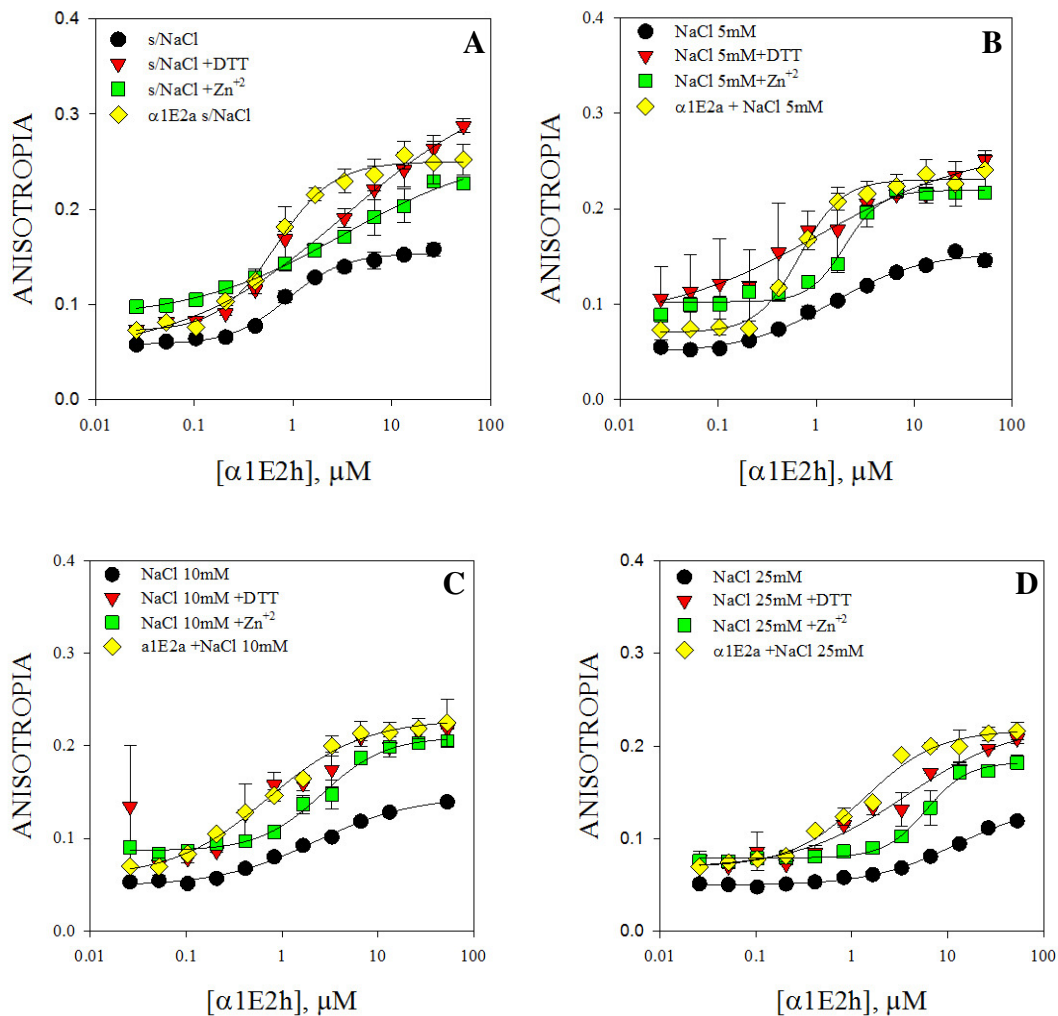 A
s/NaCl
s/NaCl +DTT
s/NaCl +Zn+2
α1E2a s/NaCl
0.4
0.3
0.2
0.1
0.0
ANISOTROPIA
0.01 0.1 1 10 100
[α1E2h], µM
B
NaCl 5mM
NaCl 5mM+DTT
NaCl 5mM+Zn+2
α1E2a + NaCl 5mM
0.4
0.3
0.2
0.1
0.0
ANISOTROPIA
0.01 0.1 1 10 100
[α1E2h], µM
C
NaCl 10mM
NaCl 10mM +DTT
NaCl 10mM +Zn+2
a1E2a +NaCl 10mM
0.4
0.3
0.2
0.1
0.0
ANISOTROPIA
0.01 0.1 1 10 100
[α1E2h], µM
D
NaCl 25mM
NaCl 25mM +DTT
NaCl 25mM +Zn+2
α1E2a +NaCl 25mM
0.4
0.3
0.2
0.1
0.0
ANISOTROPIA
0.01 0.1 1 10 100
[α1E2h], µM